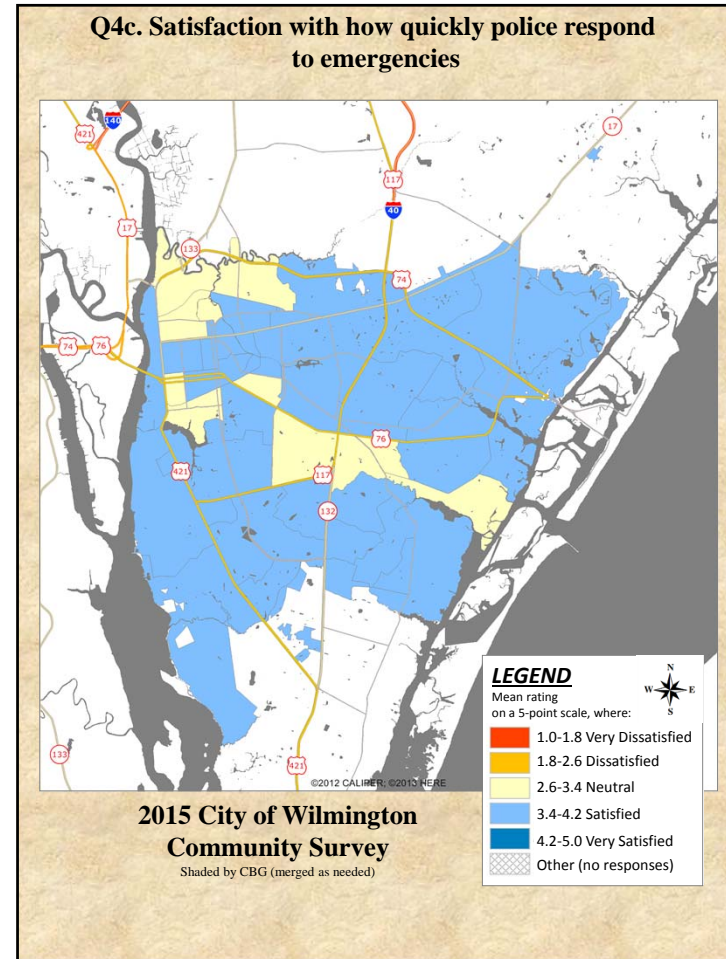 Q4c. Satisfaction with how quickly police respond
to emergencies
140
421
17
117
17
40
133
74
74
76
76
421
117
132
133
421
©2012 CALIPER; ©2013 HERE
LEGEND
Mean rating
on a 5-point scale, where:
N
W E
S
1.0-1.8 Very Dissatisfied
1.8-2.6 Dissatisfied
2.6-3.4 Neutral
3.4-4.2 Satisfied
4.2-5.0 Very Satisfied
Other (no responses)
2015 City of Wilmington
Community Survey
Shaded by CBG (merged as needed)